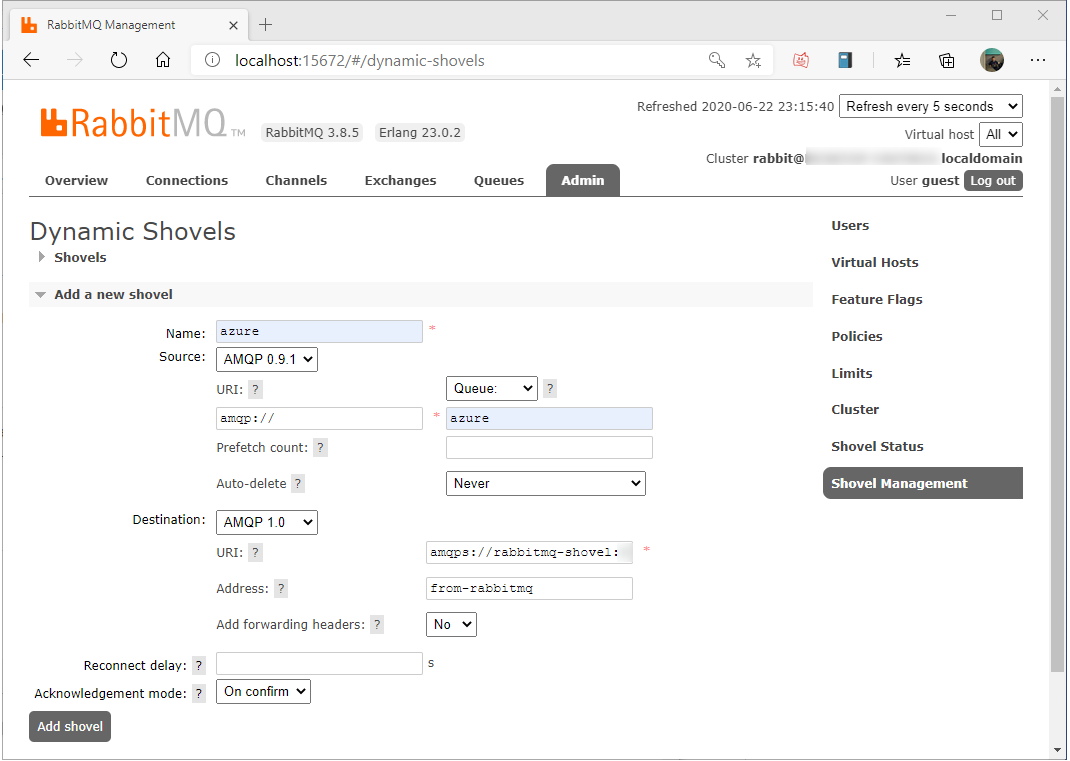 RabbitMQ Management
localhost:15672/#/dynamic-shovels
RabbitMQ TM
RabbitMQ 3.8.5 Erlang 23.0.2
Refreshed 2020-06-22 23:15:40 Refresh every 5 seconds
Virtual host All
Cluster rabbit@ localdomain
User guest Log out
Overview Connections Channels Exchanges Queues Admin
Dynamic Shovels
Shovels
Add a new shovel
Name: azure *
Source: AMQP 0.9.1
URI: ? Queue: ?
amqp:// * azure
Prefetch count: ?
Auto-delete ? Never
Destination: AMQP 1.0
URI: ? amqps://rabbitmq-shovel: *
Address: ? from-rabbitmq
Add forwarding headers: ? No
Reconnect delay: ? s
Acknowledgement mode: ? On confirm
Add shovel
Users
Virtual Hosts
Feature Flags
Policies
Limits
Cluster
Shovel Status
Shovel Management